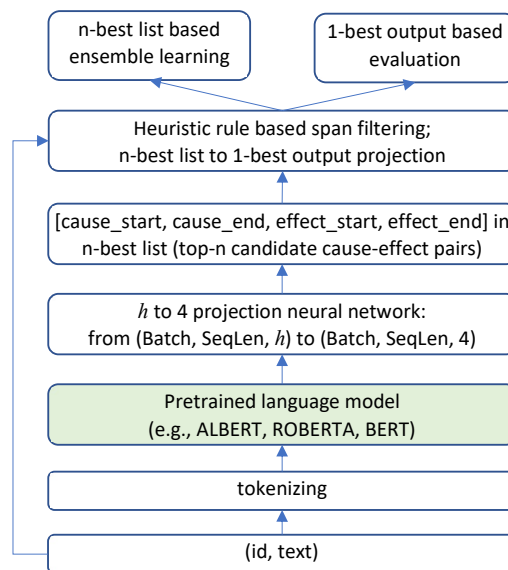 n-best list based
ensemble learning
1-best output based
evaluation
Heuristic rule based span filtering;
n-best list to 1-best output projection
[cause_start, cause_end, effect_start, effect_end] in
n-best list (top-n candidate cause-effect pairs)
h to 4 projection neural network:
from (Batch, SeqLen, h) to (Batch, SeqLen, 4)
Pretrained language model
(e.g., ALBERT, ROBERTA, BERT)
tokenizing
(id, text)